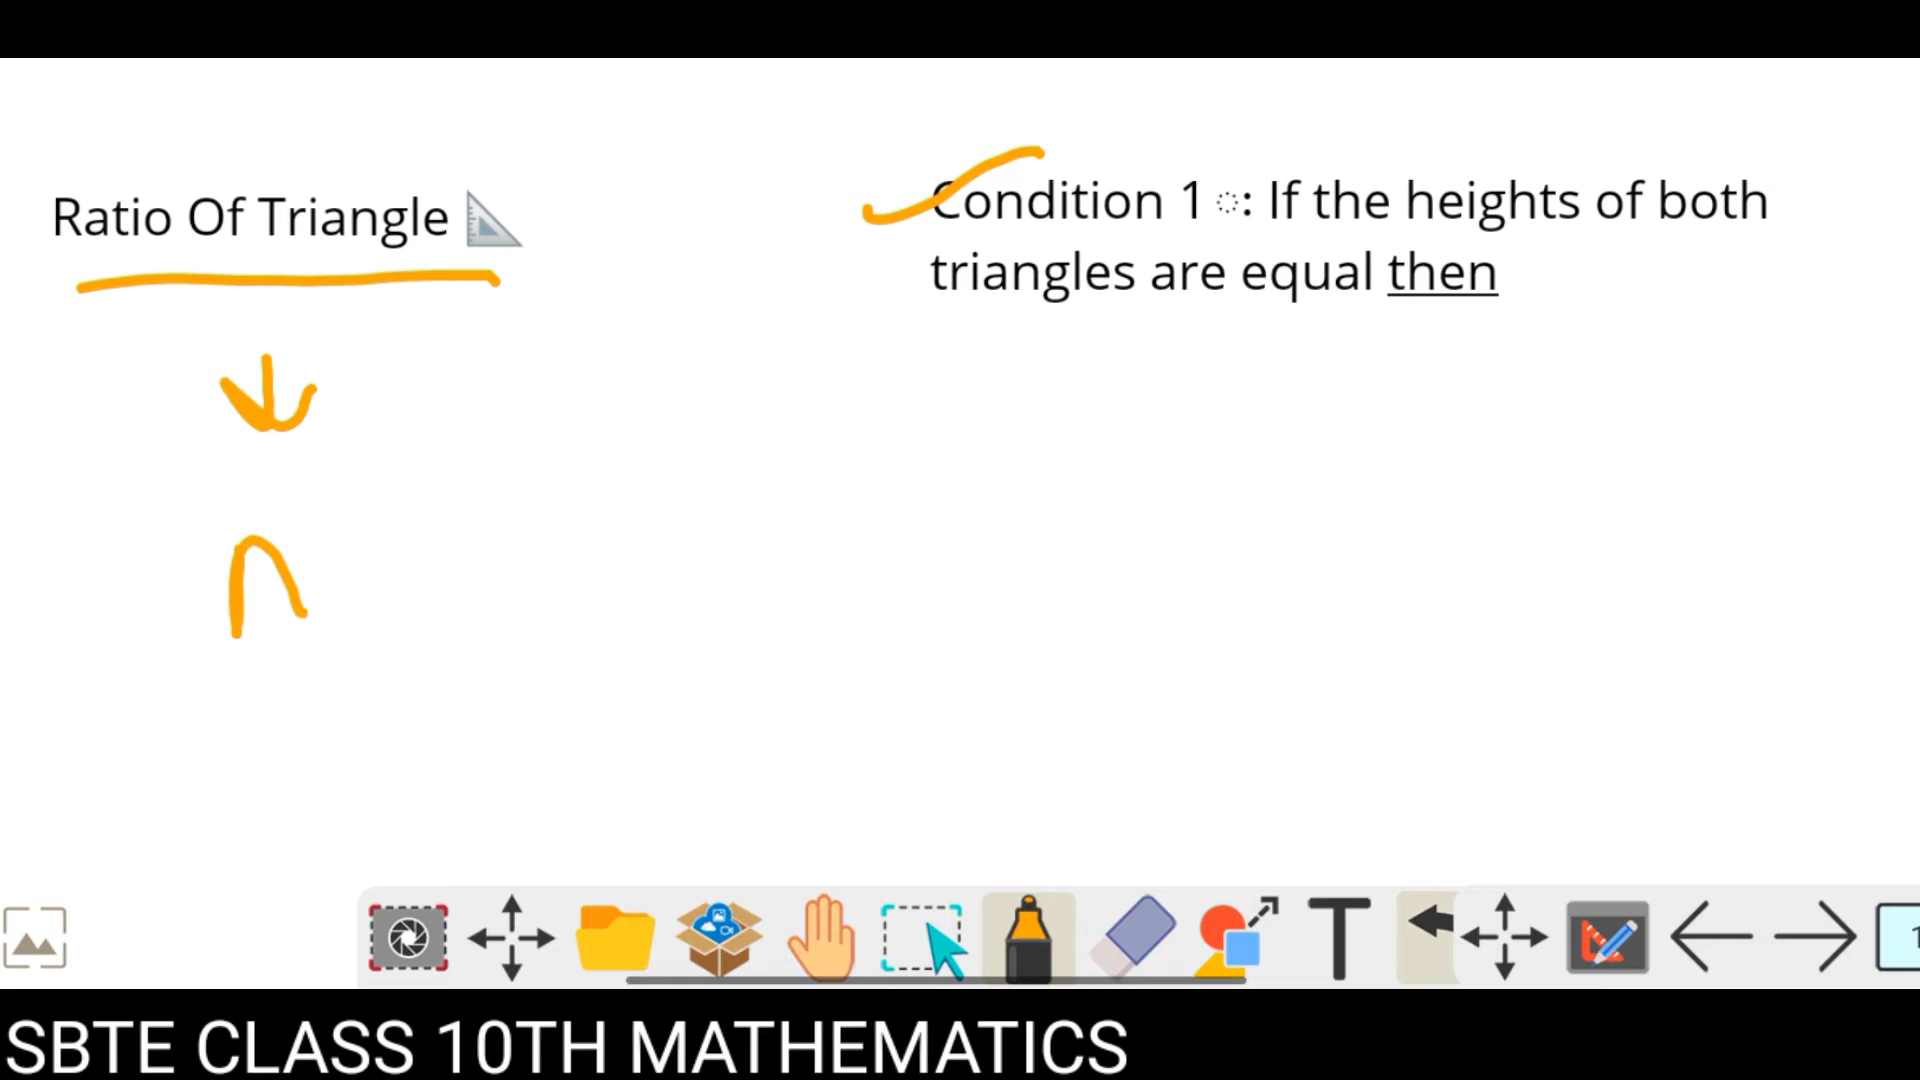 Ratio Of Triangle 📐
Condition 1 ः If the heights of both
triangles are equal then
T
SBTE CLASS 10TH MATHEMATICS